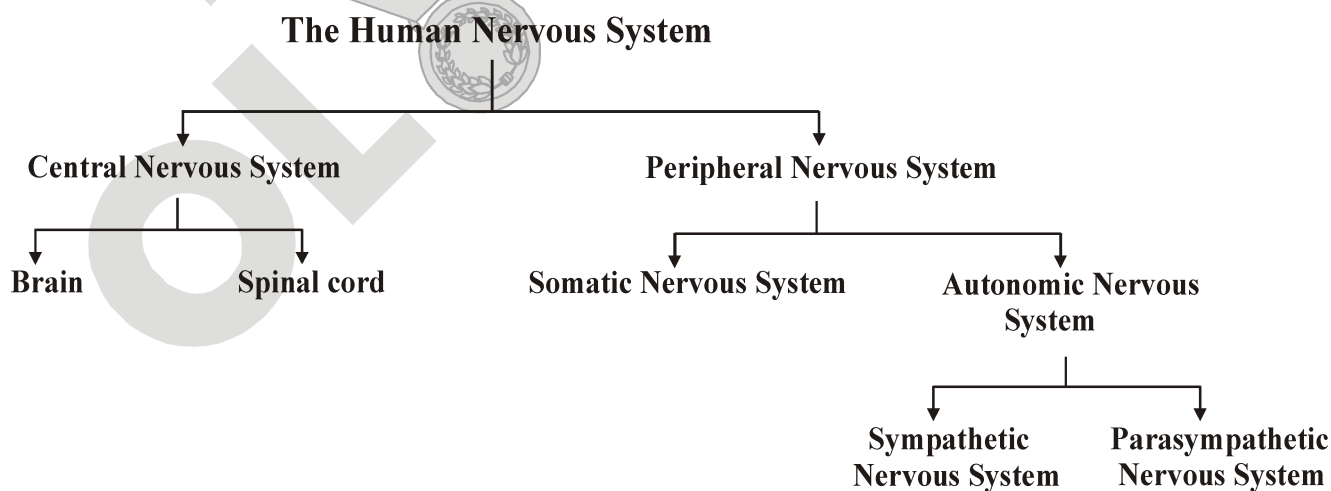 The Human Nervous System
Central Nervous System
Peripheral Nervous System
Brain
Spinal cord
Somatic Nervous System
Autonomic Nervous
System
Sympathetic
Nervous System
Parasympathetic
Nervous System
OL